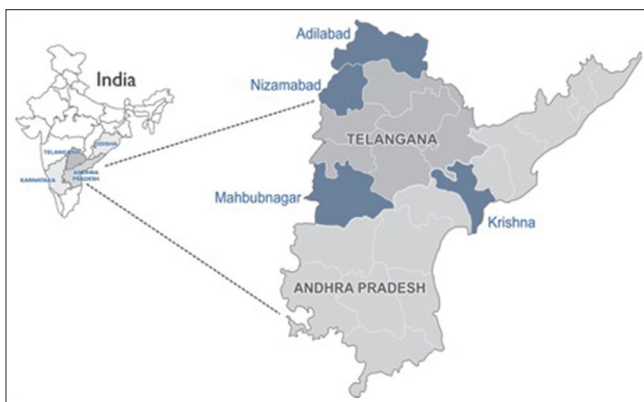 India
TELANGANA
ODISHA
KARNATAKA
ANDHRA
PRADESH
Adilabad
Nizamabad
TELANGANA
Mahbubnagar
Krishna
ANDHRA PRADESH